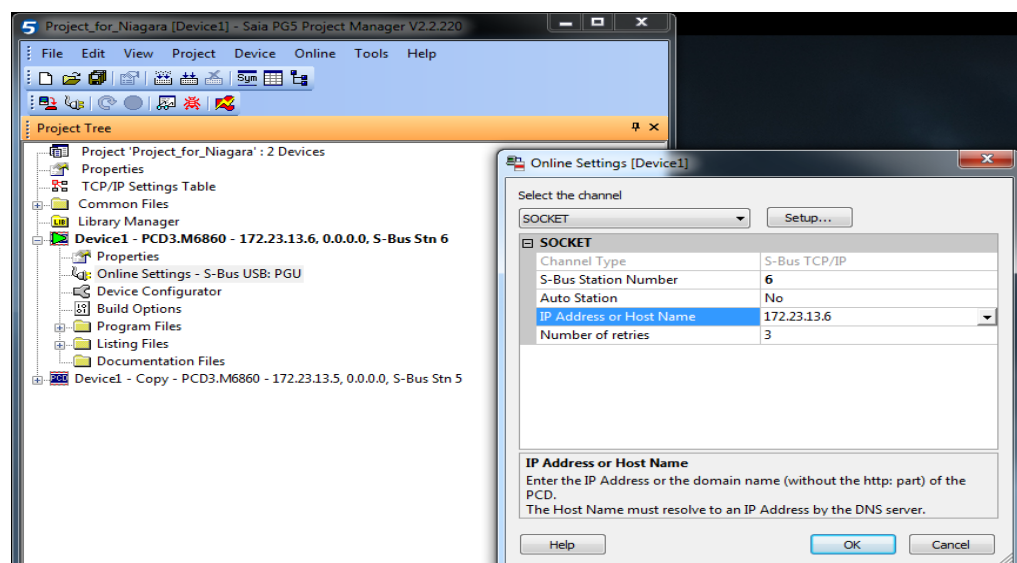 Project_for_Niagara [Device1] - Saia PG5 Project Manager V2.2.220
File Edit View Project Device Online Tools Help
Sym
Project Tree
Project 'Project_for_Niagara' : 2 Devices
Properties
TCP/IP Settings Table
Common Files
LIB Library Manager
Device1 - PCD3.M6860 - 172.23.13.6, 0.0.0.0, S-Bus Stn 6
Properties
Online Settings - S-Bus USB: PGU
Device Configurator
Build Options
Program Files
Listing Files
Documentation Files
PCD Device1 - Copy - PCD3.M6860 - 172.23.13.5, 0.0.0.0, S-Bus Stn 5
Online Settings [Device1]
Select the channel
SOCKET Setup...
SOCKET
Channel Type S-Bus TCP/IP
S-Bus Station Number 6
Auto Station No
IP Address or Host Name 172.23.13.6
Number of retries 3
IP Address or Host Name
Enter the IP Address or the domain name (without the http: part) of the
PCD.
The Host Name must resolve to an IP Address by the DNS server.
Help OK Cancel